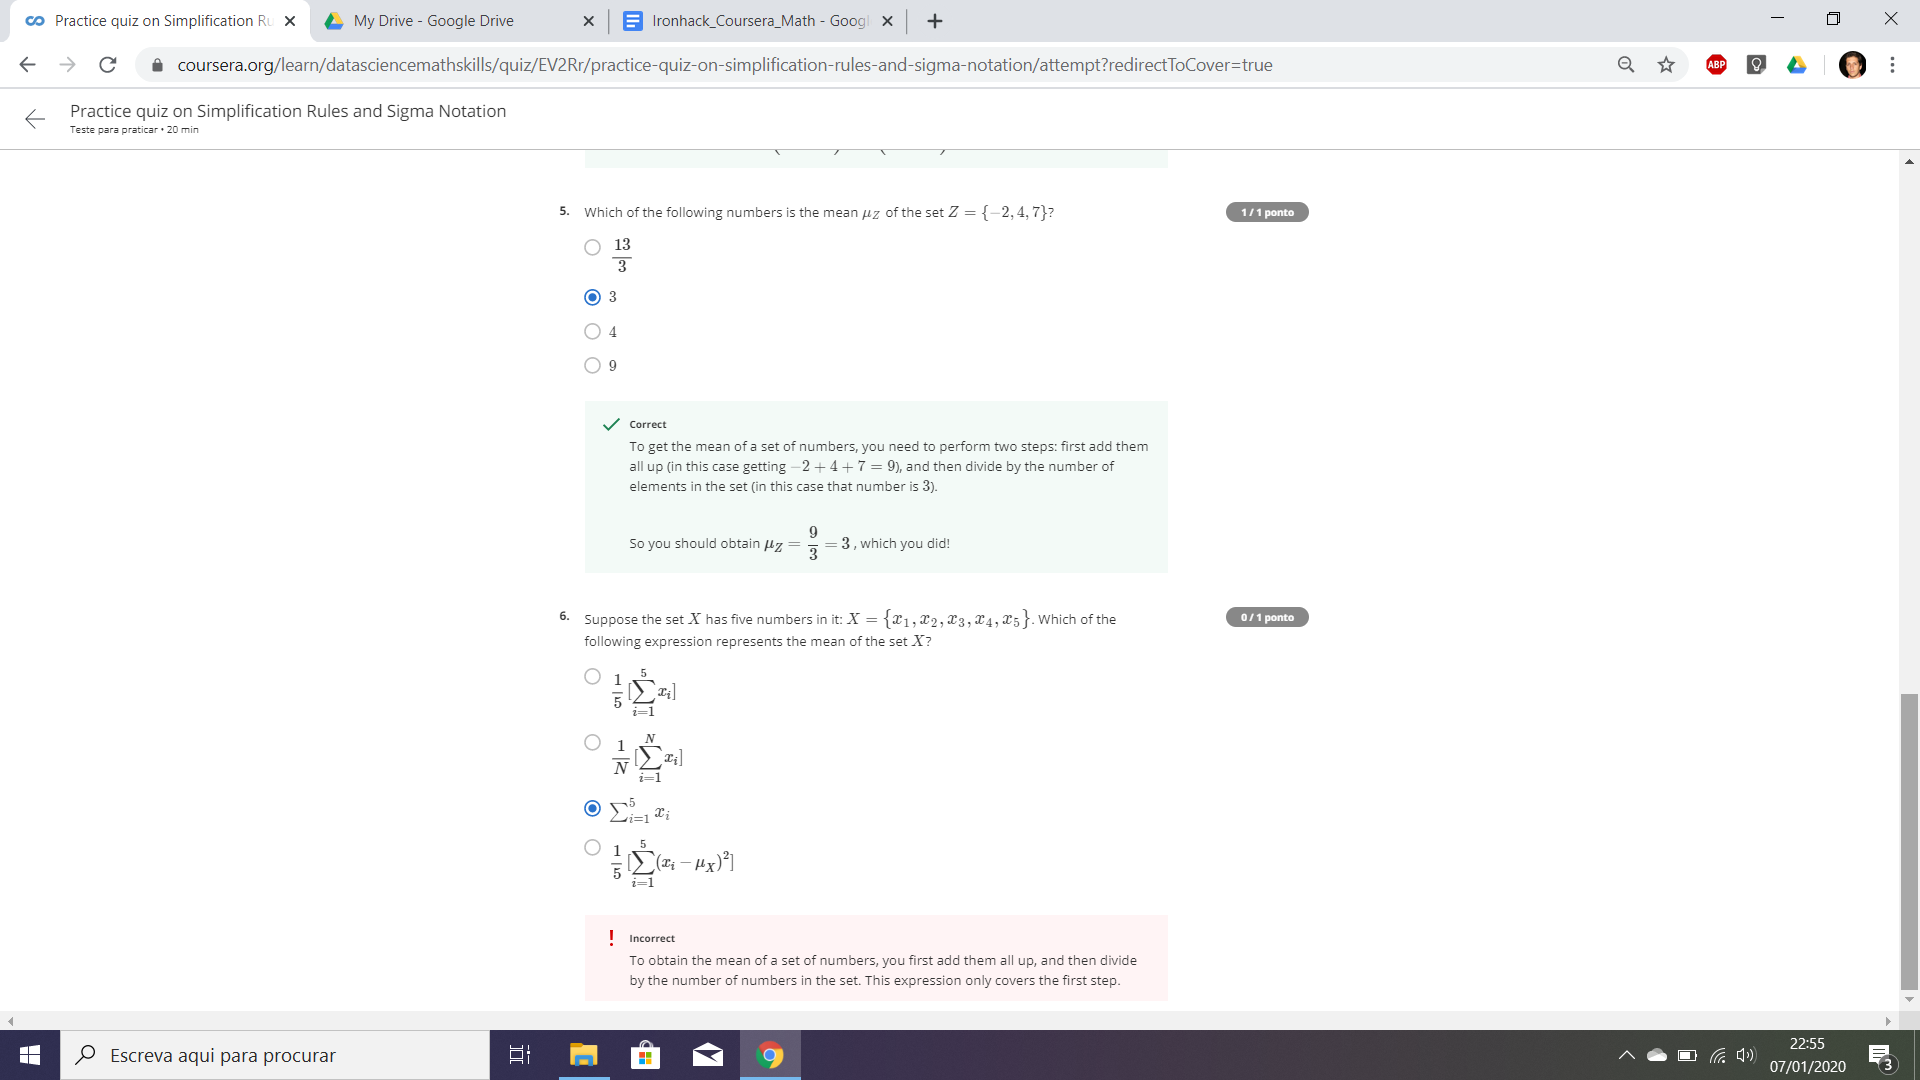 Practice quiz on Simplification Ru
My Drive - Google Drive
Ironhack_Coursera_Math - Googl
coursera.org/learn/datasciencemathskills/quiz/EV2Rr/practice-quiz-on-simplification-rules-and-sigma-notation/attempt?redirectToCover=true
ABP
Practice quiz on Simplification Rules and Sigma Notation
Teste para praticar • 20 min
5. Which of the following numbers is the mean μ_Z of the set Z = {−2, 4, 7}?
1 / 1 ponto
13/3
3
4
9
Correct
To get the mean of a set of numbers, you need to perform two steps: first add them
all up (in this case getting −2 + 4 + 7 = 9), and then divide by the number of
elements in the set (in this case that number is 3).
So you should obtain μ_Z = 9/3 = 3 , which you did!
6. Suppose the set X has five numbers in it: X = {x_1, x_2, x_3, x_4, x_5}. Which of the
0 / 1 ponto
following expression represents the mean of the set X?
1/5 [∑_{i=1}^{5} x_i]
1/N [∑_{i=1}^{N} x_i]
∑_{i=1}^{5} x_i
1/5 [∑_{i=1}^{5} (x_i − μ_X)^2]
! Incorrect
To obtain the mean of a set of numbers, you first add them all up, and then divide
by the number of numbers in the set. This expression only covers the first step.
Escreva aqui para procurar
22:55
07/01/2020
3